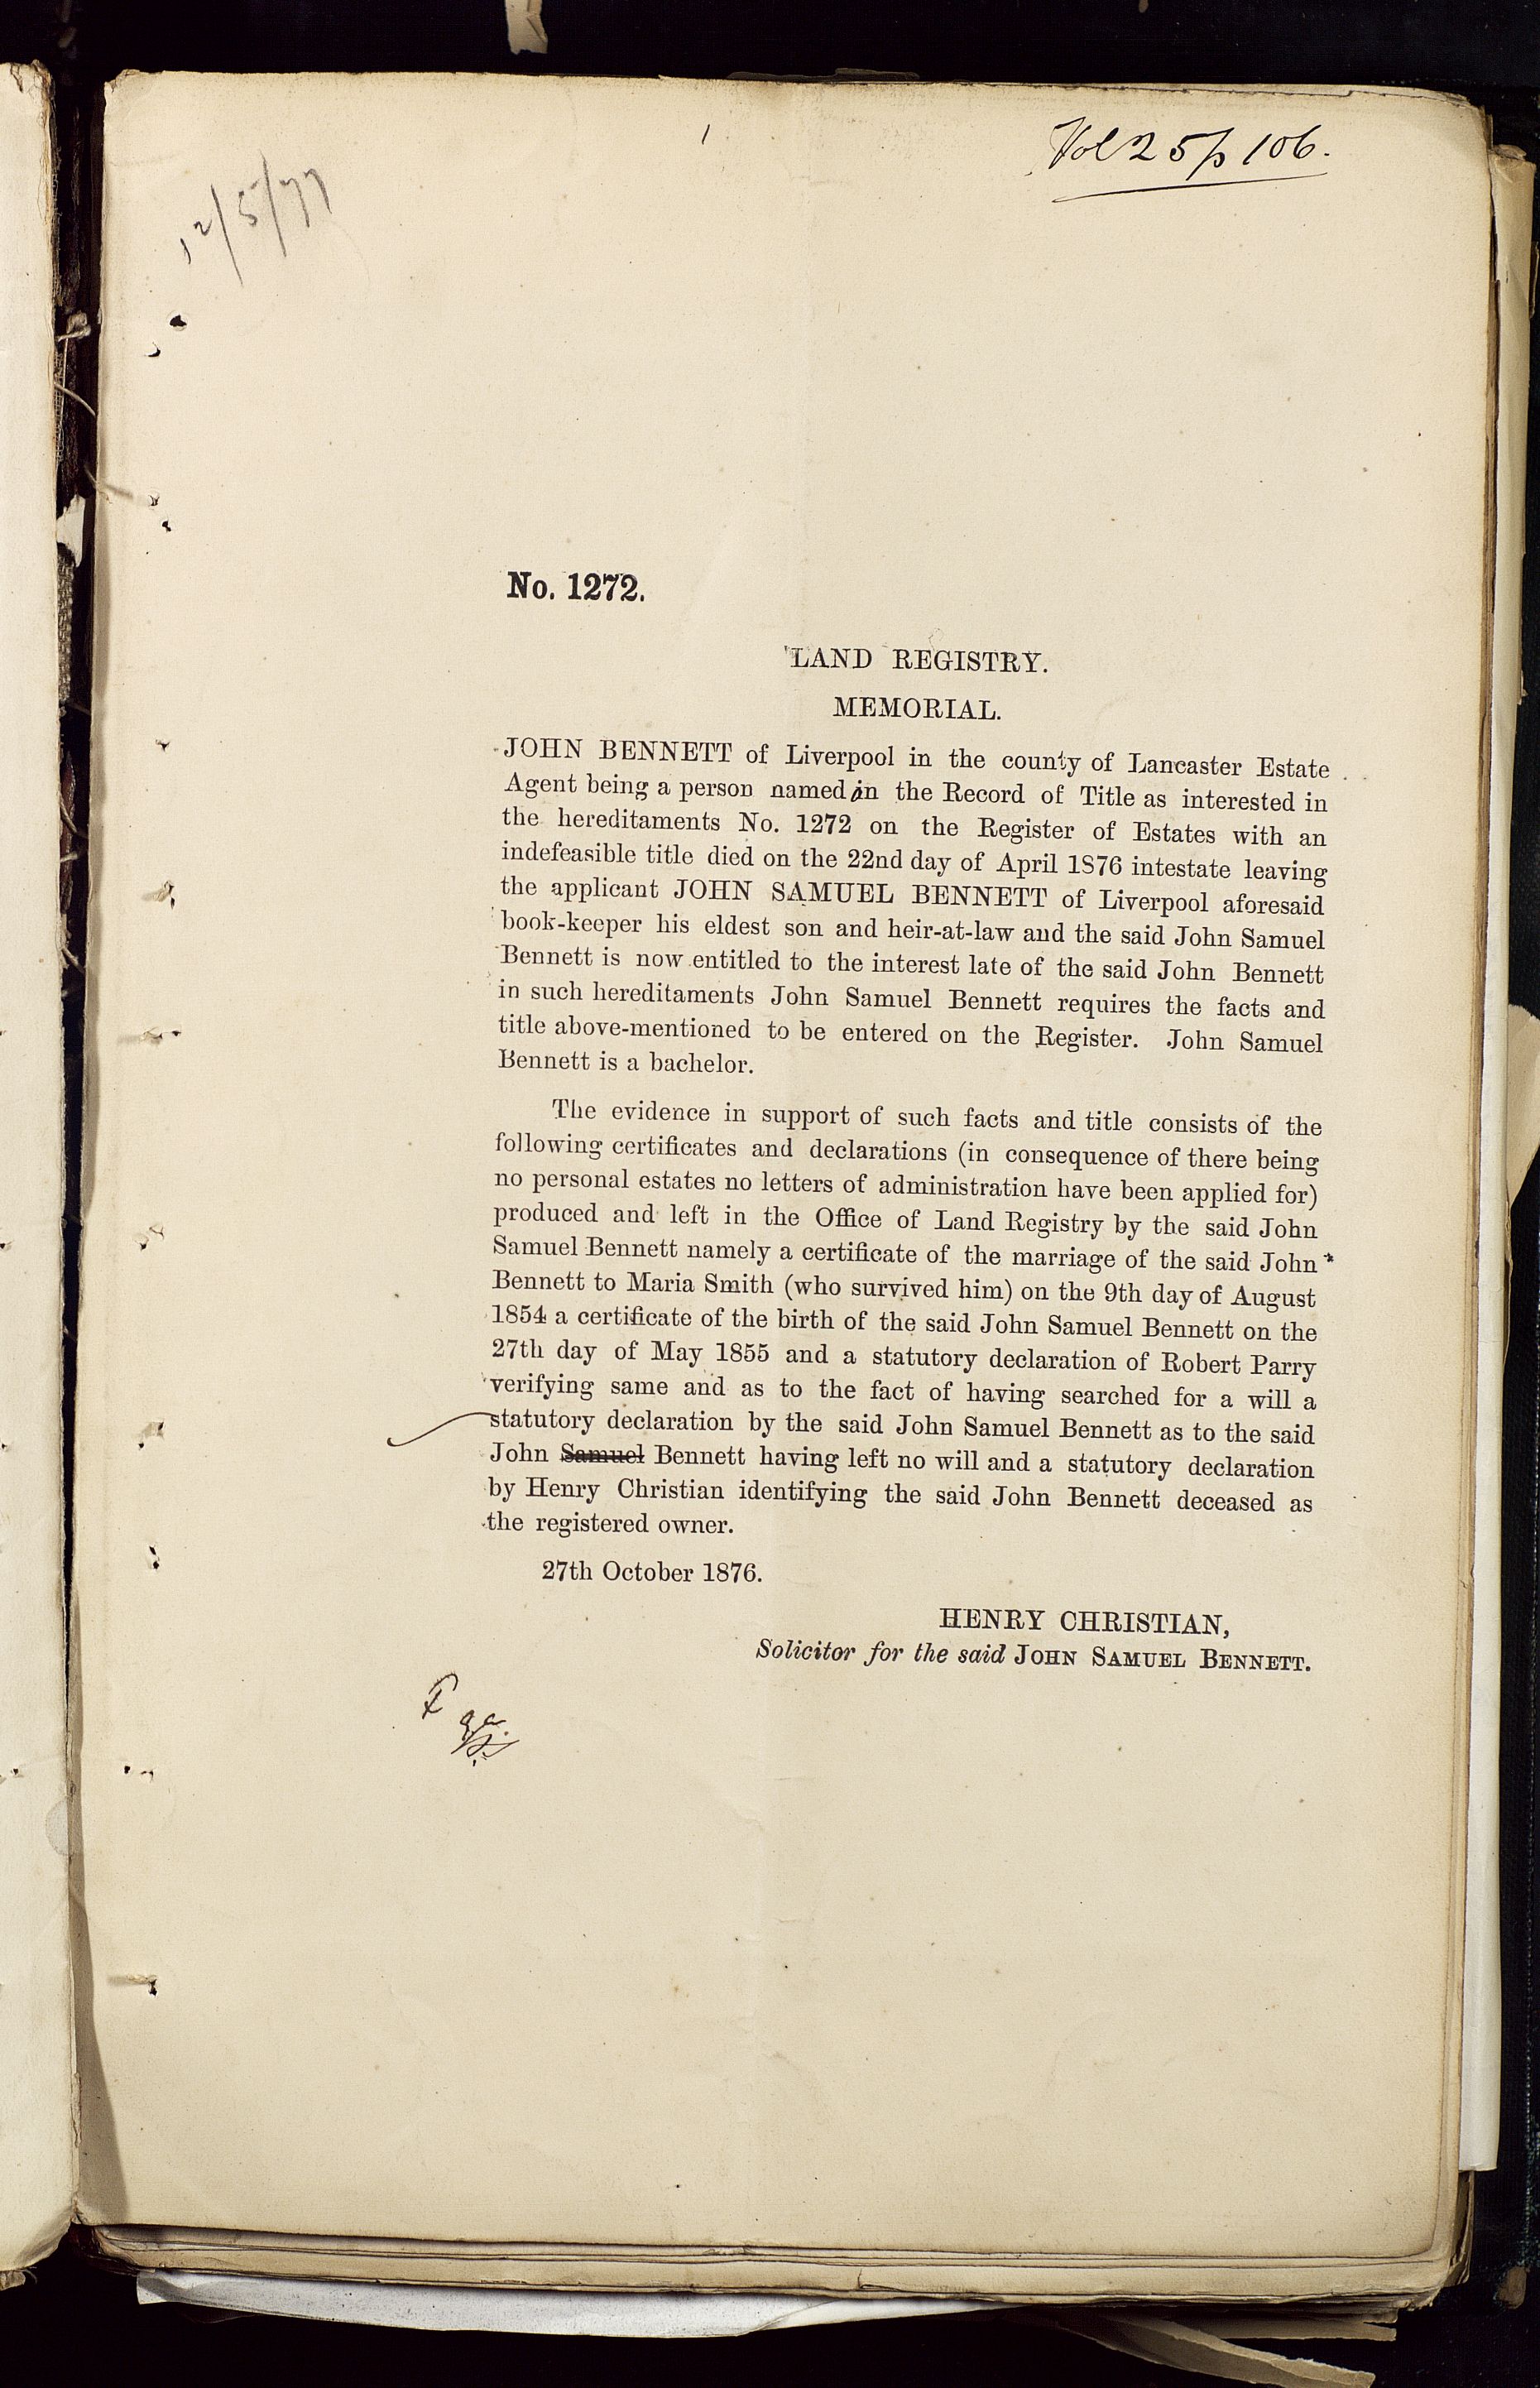 Vol 25 p 106.
12/5/77
No. 1272.
LAND REGISTRY.
MEMORIAL.
JOHN BENNETT of Liverpool in the county of Lancaster Estate
Agent being a person named in the Record of Title as interested in
the hereditaments No. 1272 on the Register of Estates with an
indefeasible title died on the 22nd day of April 1876 intestate leaving
the applicant JOHN SAMUEL BENNETT of Liverpool aforesaid
book-keeper his eldest son and heir-at-law and the said John Samuel
Bennett is now entitled to the interest late of the said John Bennett
in such hereditaments John Samuel Bennett requires the facts and
title above-mentioned to be entered on the Register. John Samuel
Bennett is a bachelor.
The evidence in support of such facts and title consists of the
following certificates and declarations (in consequence of there being
no personal estates no letters of administration have been applied for)
produced and left in the Office of Land Registry by the said John
Samuel Bennett namely a certificate of the marriage of the said John
Bennett to Maria Smith (who survived him) on the 9th day of August
1854 a certificate of the birth of the said John Samuel Bennett on the
27th day of May 1855 and a statutory declaration of Robert Parry
verifying same and as to the fact of having searched for a will a
statutory declaration by the said John Samuel Bennett as to the said
John Samuel Bennett having left no will and a statutory declaration
by Henry Christian identifying the said John Bennett deceased as
the registered owner.
27th October 1876.
HENRY CHRISTIAN,
Solicitor for the said JOHN SAMUEL BENNETT.